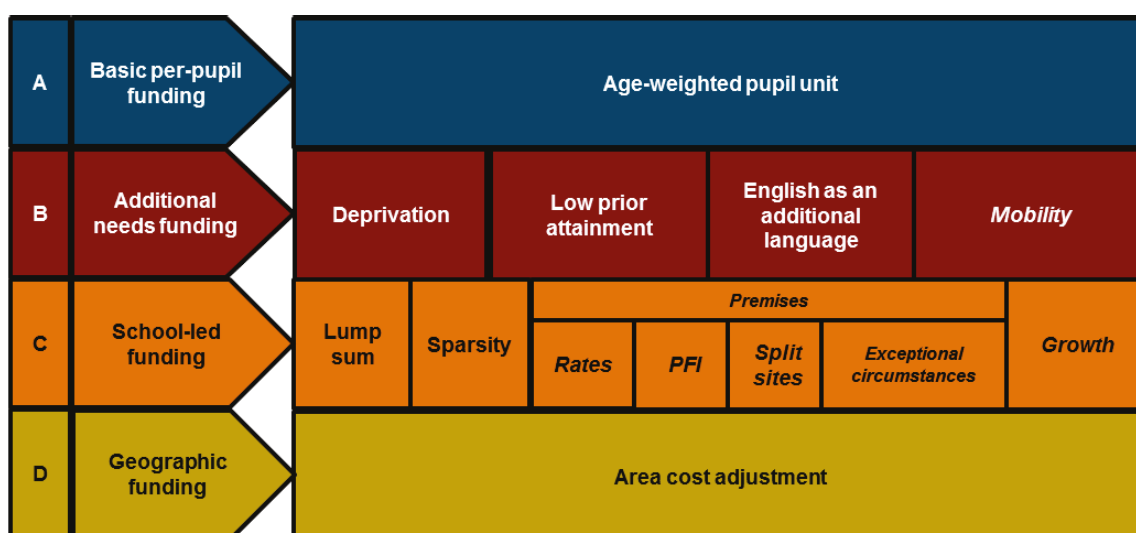 A
Basic per-pupil
funding
Age-weighted pupil unit
B
Additional
needs funding
Deprivation
Low prior
attainment
English as an
additional
language
Mobility
C
School-led
funding
Lump
sum
Sparsity
Premises
Rates
PFI
Split
sites
Exceptional
circumstances
Growth
D
Geographic
funding
Area cost adjustment